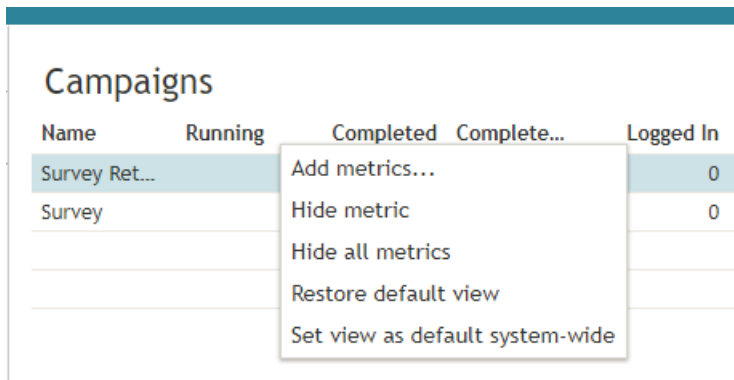 Campaigns
Name Running Completed Complete... Logged In
Survey Ret... 0
Add metrics...
Survey 0
Hide metric
Hide all metrics
Restore default view
Set view as default system-wide